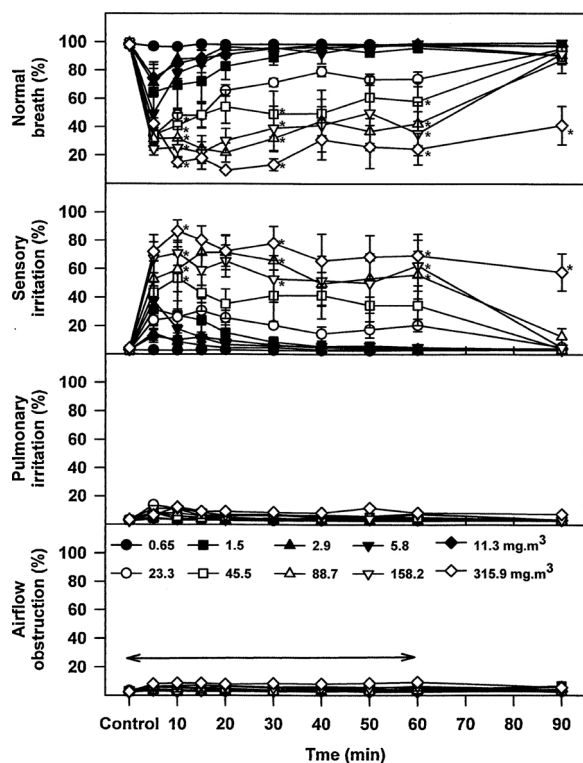 100
80
60
40
20
Normal
breath (%)
* * * * * * * * * * * *
100
80
60
40
20
Sensory
irritation (%)
* * * * * * * * * * *
100
80
60
40
20
Pulmonary
irritation (%)
100
80
60
40
20
Airflow
obstruction (%)
0.65 1.5 2.9 5.8 11.3 mg.m3
23.3 45.5 88.7 158.2 315.9 mg.m3
Control 10 20 30 40 50 60 70 80 90
Tme (min)